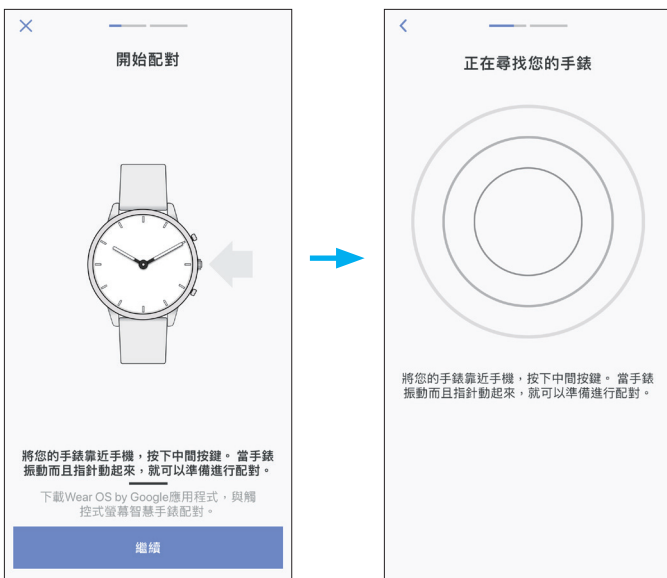 開始配對
將您的手錶靠近手機，按下中間按鍵。 當手錶
振動而且指針動起來，就可以準備進行配對。
下載Wear OS by Google應用程式，與觸
控式螢幕智慧手錶配對。
繼續
正在尋找您的手錶
將您的手錶靠近手機，按下中間按鍵。 當手錶
振動而且指針動起來，就可以準備進行配對。